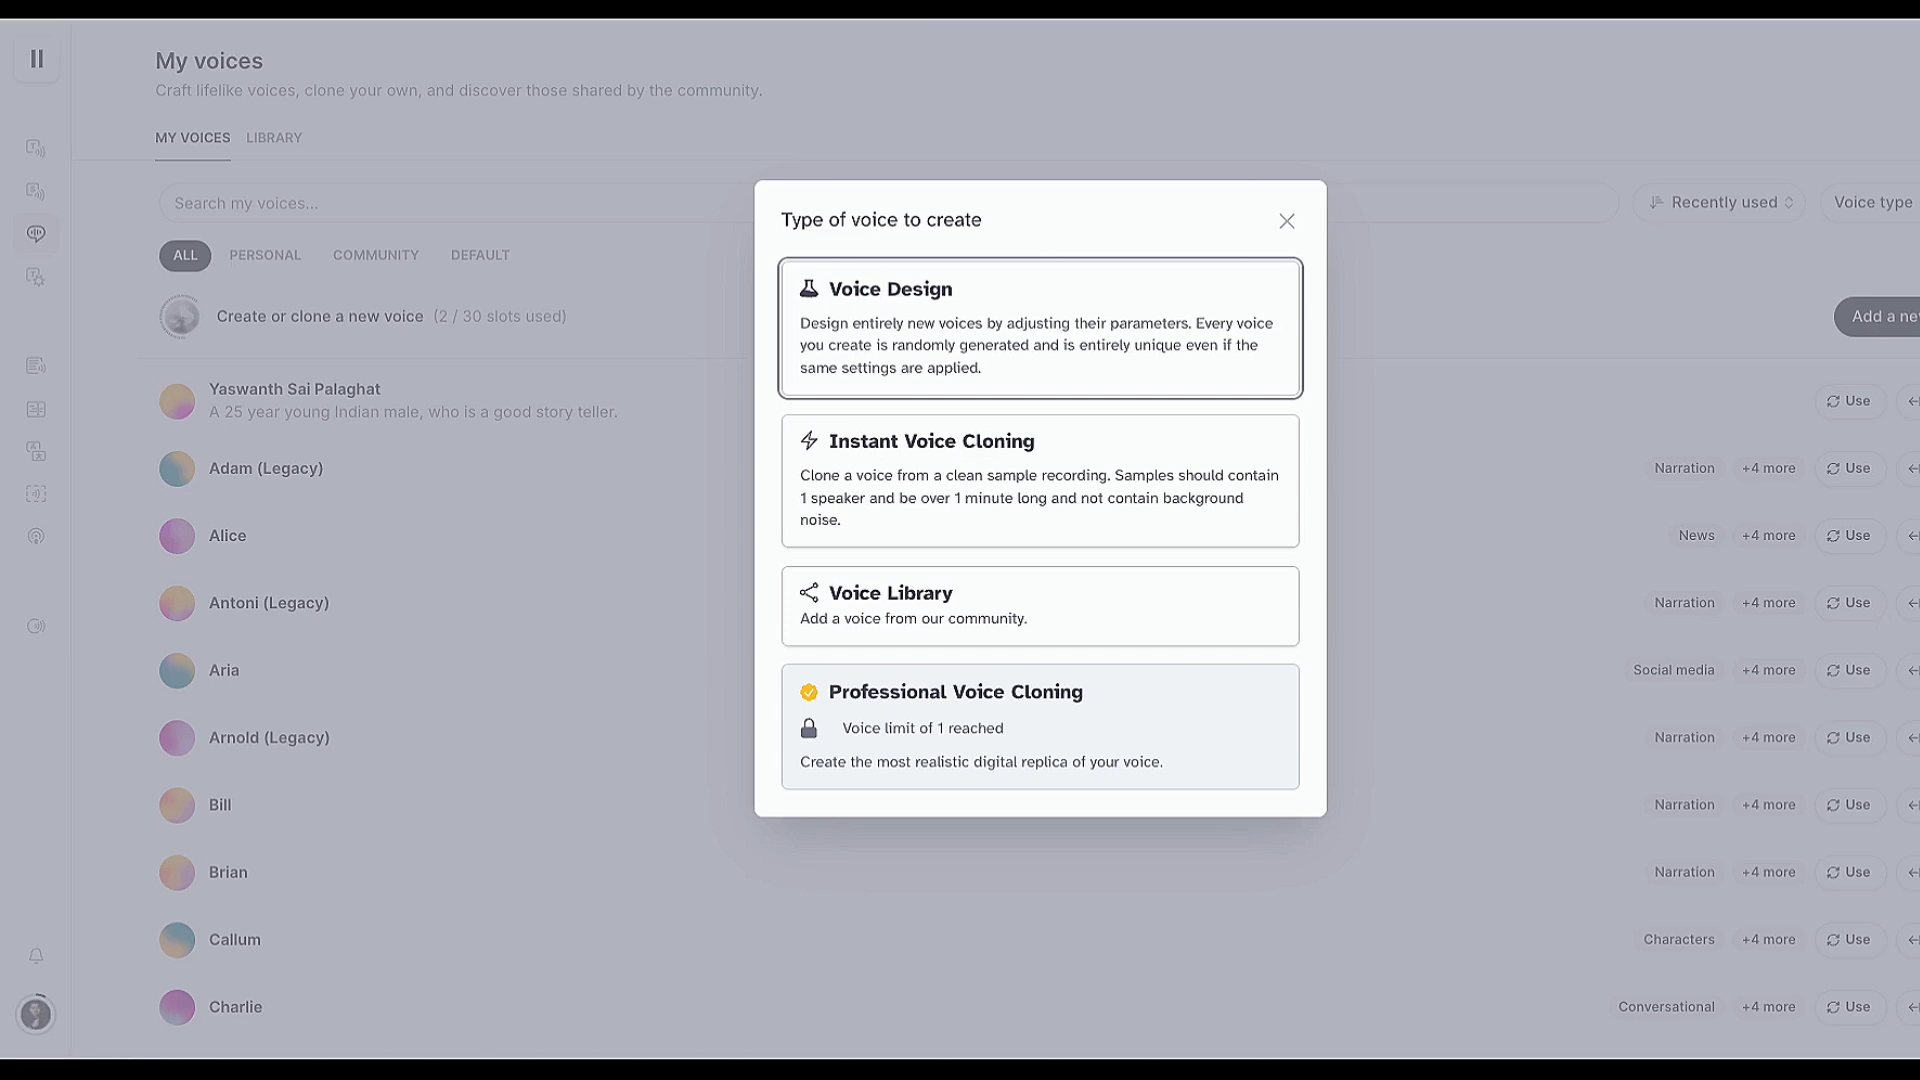 My voices
Craft lifelike voices, clone your own, and discover those shared by the community.
MY VOICES LIBRARY
Search my voices...
Recently used
Voice type
ALL PERSONAL COMMUNITY DEFAULT
Create or clone a new voice (2 / 30 slots used)
Add a
Yaswanth Sai Palaghat
A 25 year young Indian male, who is a good story teller.
Use
Adam (Legacy)
Narration +4 more Use
Alice
News +4 more Use
Antoni (Legacy)
Narration +4 more Use
Aria
Social media +4 more Use
Arnold (Legacy)
Narration +4 more Use
Bill
Narration +4 more Use
Brian
Narration +4 more Use
Callum
Characters +4 more Use
Charlie
Conversational +4 more Use
Type of voice to create
Voice Design
Design entirely new voices by adjusting their parameters. Every voice
you create is randomly generated and is entirely unique even if the
same settings are applied.
Instant Voice Cloning
Clone a voice from a clean sample recording. Samples should contain
1 speaker and be over 1 minute long and not contain background
noise.
Voice Library
Add a voice from our community.
Professional Voice Cloning
Voice limit of 1 reached
Create the most realistic digital replica of your voice.